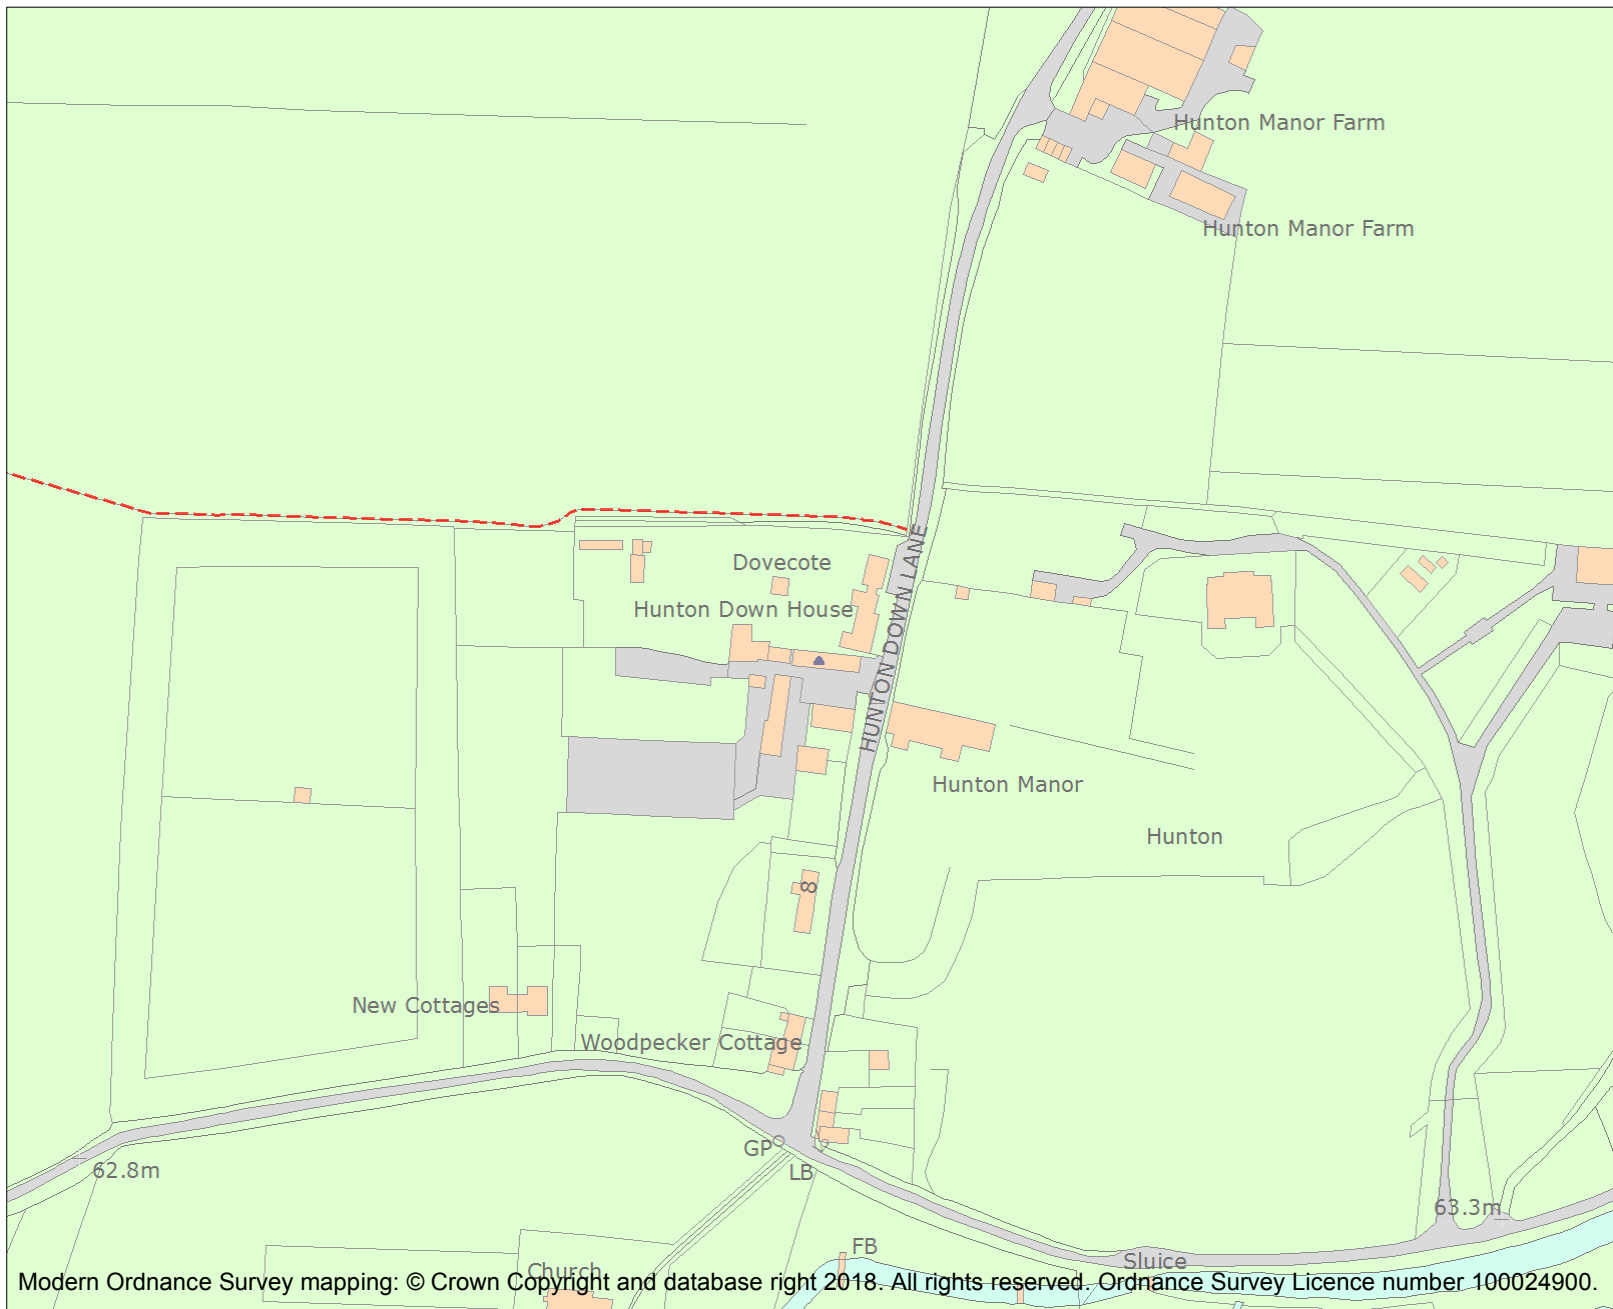 Hunton Manor Farm
Hunton Manor Farm
HUNTON DOWN LANE
Dovecote
Hunton Down House
Hunton Manor
Hunton
8
New Cottages
Woodpecker Cottage
GP
LB
62.8m
63.3m
FB
Sluice
Church
Modern Ordnance Survey mapping: © Crown Copyright and database right 2018. All rights reserved. Ordnance Survey Licence number 100024900.